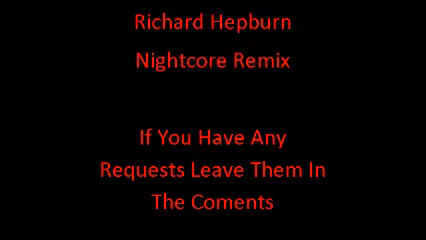 Richard Hepburn
Nightcore Remix
If You Have Any
Requests Leave Them In
The Coments